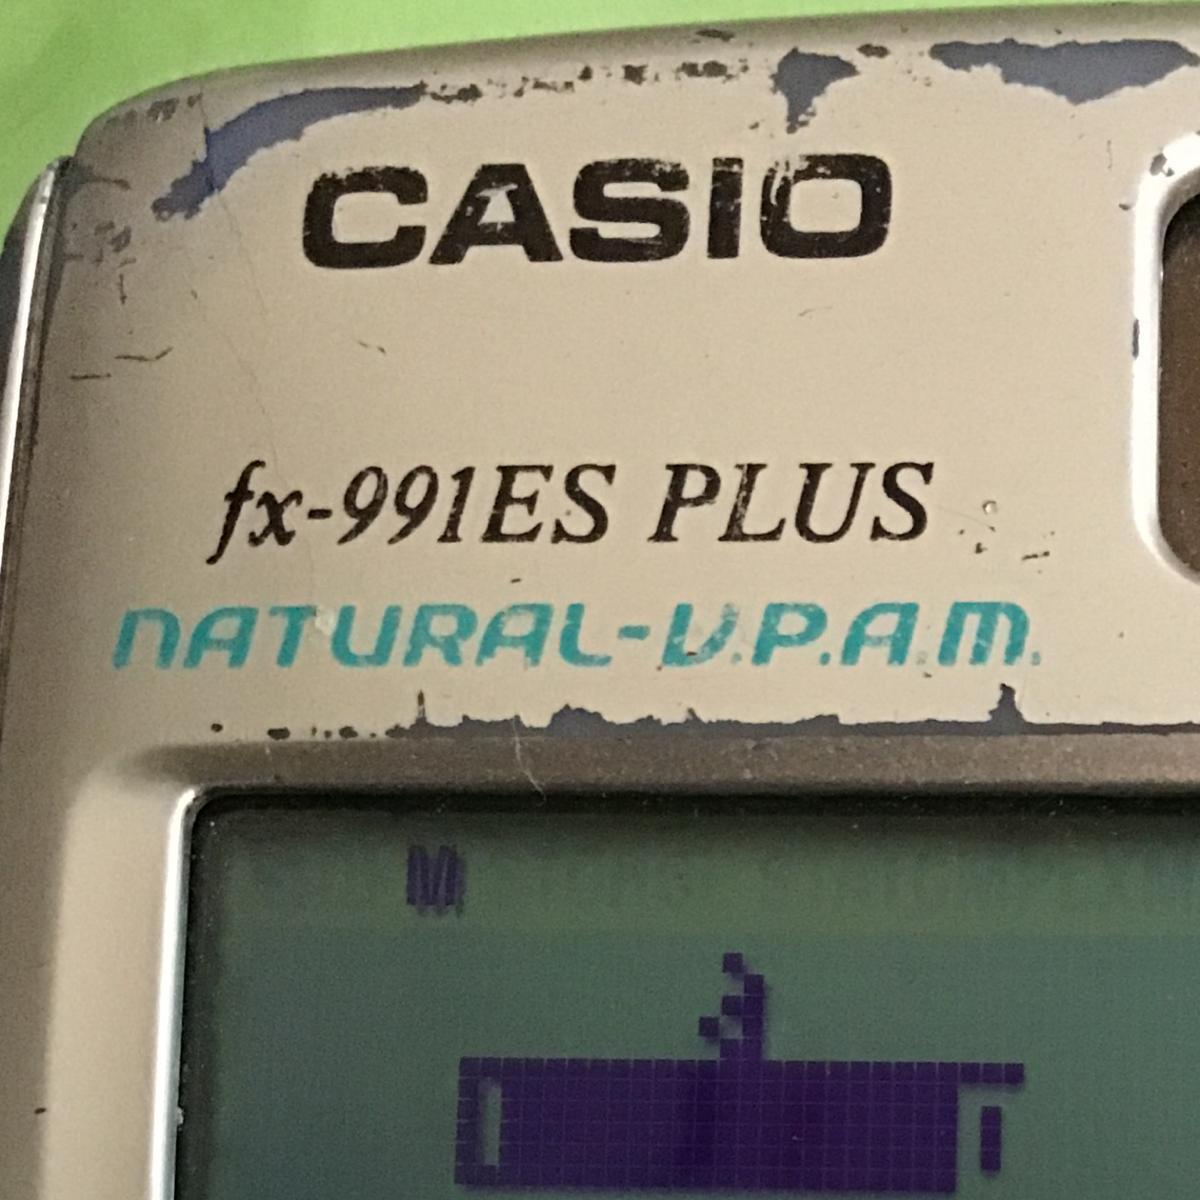 CASIO
fx-991ES PLUS
NATURAL-V.P.A.M.
M